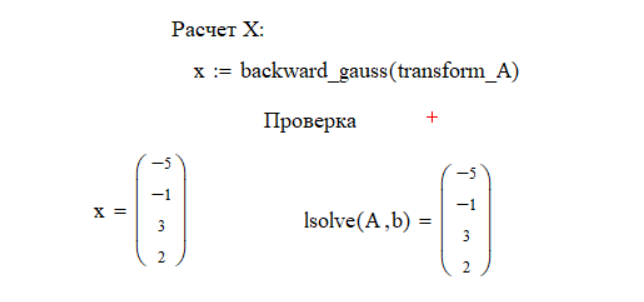 Расчет X:
x := backward_gauss(transform_A)
Проверка
x =
−5
−1
3
2
lsolve(A,b) =
−5
−1
3
2